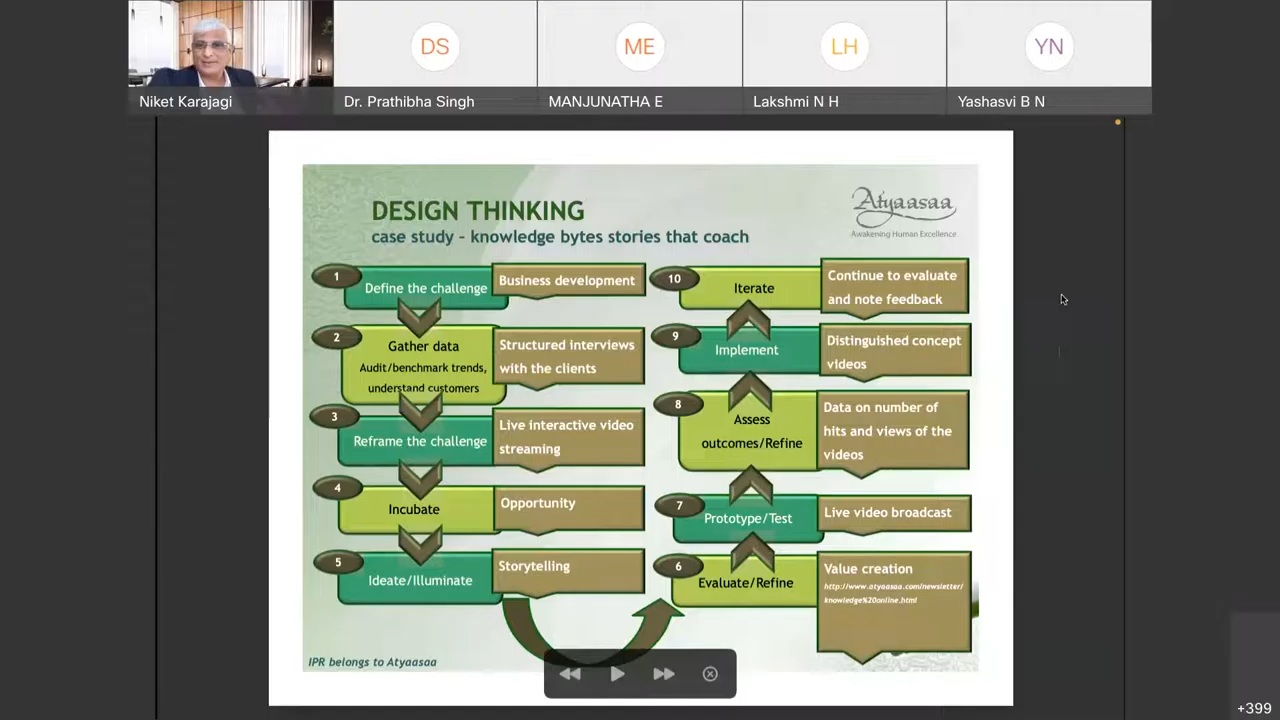 DS
ME
LH
YN
Niket Karajagi
Dr. Prathibha Singh
MANJUNATHA E
Lakshmi N H
Yashasvi B N
Atyaasaa
Awakening Human Excellence
DESIGN THINKING
case study - knowledge bytes stories that coach
1
Define the challenge
Business development
2
Gather data
Audit/benchmark trends,
understand customers
Structured interviews
with the clients
3
Reframe the challenge
Live interactive video
streaming
4
Incubate
Opportunity
5
Ideate/Illuminate
Storytelling
6
Evaluate/Refine
Value creation
http://www.atyaasaa.com/newsletter/
knowledge%20online.html
7
Prototype/Test
Live video broadcast
8
Assess
outcomes/Refine
Data on number of
hits and views of the
videos
9
Implement
Distinguished concept
videos
10
Iterate
Continue to evaluate
and note feedback
IPR belongs to Atyaasaa
+399